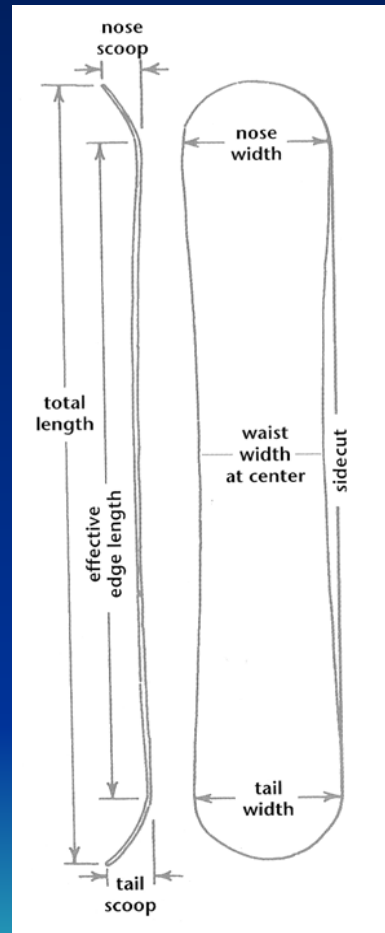 nose
scoop
nose
width
total
length
effective
edge length
waist
width
at center
sidecut
tail
width
tail
scoop